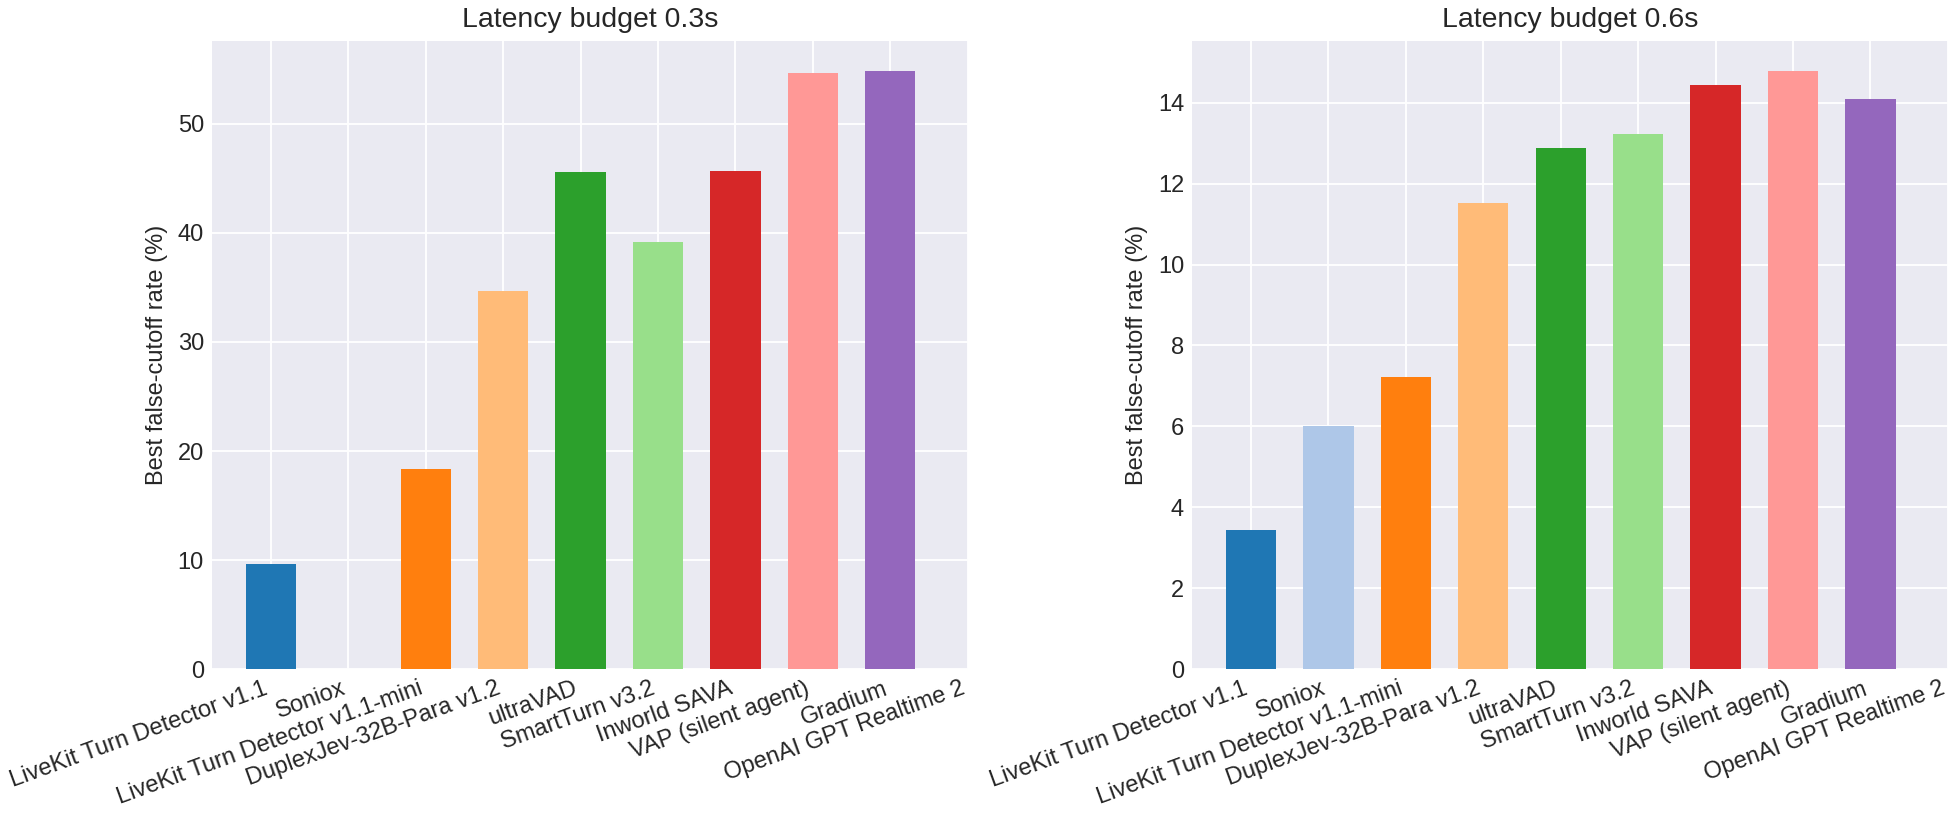 Latency budget 0.3s
Best false-cutoff rate (%)
50
40
30
20
10
0
LiveKit Turn Detector v1.1
Soniox
LiveKit Turn Detector v1.1-mini
DuplexJev-32B-Para v1.2
ultraVAD
SmartTurn v3.2
Inworld SAVA
VAP (silent agent)
Gradium
OpenAI GPT Realtime 2
Latency budget 0.6s
Best false-cutoff rate (%)
14
12
10
8
6
4
2
0
LiveKit Turn Detector v1.1
Soniox
LiveKit Turn Detector v1.1-mini
DuplexJev-32B-Para v1.2
ultraVAD
SmartTurn v3.2
Inworld SAVA
VAP (silent agent)
Gradium
OpenAI GPT Realtime 2